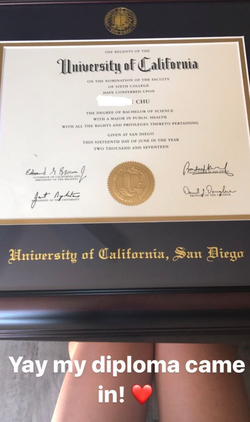 THE REGENTS OF THE
University of California
ON THE NOMINATION OF THE FACULTY
OF SIXTH COLLEGE
HAVE CONFERRED UPON
CHU
THE DEGREE OF BACHELOR OF SCIENCE
WITH A MAJOR IN PUBLIC HEALTH
WITH ALL THE RIGHTS AND PRIVILEGES THERETO PERTAINING
GIVEN AT SAN DIEGO
THIS SIXTEENTH DAY OF JUNE IN THE YEAR
TWO THOUSAND AND SEVENTEEN
University of California, San Diego
Yay my diploma came
in! ❤️